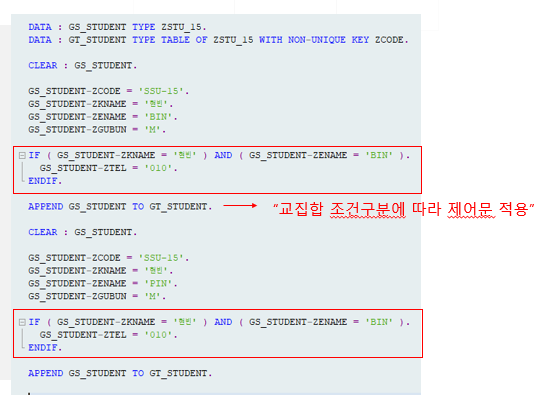 DATA : GS_STUDENT TYPE ZSTU_15.
DATA : GT_STUDENT TYPE TABLE OF ZSTU_15 WITH NON-UNIQUE KEY ZCODE.
CLEAR : GS_STUDENT.
GS_STUDENT-ZCODE = 'SSU-15'.
GS_STUDENT-ZKNAME = '현빈'.
GS_STUDENT-ZENAME = 'BIN'.
GS_STUDENT-ZGUBUN = 'M'.
IF ( GS_STUDENT-ZKNAME = '현빈' ) AND ( GS_STUDENT-ZENAME = 'BIN' ).
GS_STUDENT-ZTEL = '010'.
ENDIF.
APPEND GS_STUDENT TO GT_STUDENT. “교집합 조건구분에 따라 제어문 적용”
CLEAR : GS_STUDENT.
GS_STUDENT-ZCODE = 'SSU-15'.
GS_STUDENT-ZKNAME = '현빈'.
GS_STUDENT-ZENAME = 'PIN'.
GS_STUDENT-ZGUBUN = 'M'.
IF ( GS_STUDENT-ZKNAME = '현빈' ) AND ( GS_STUDENT-ZENAME = 'BIN' ).
GS_STUDENT-ZTEL = '010'.
ENDIF.
APPEND GS_STUDENT TO GT_STUDENT.